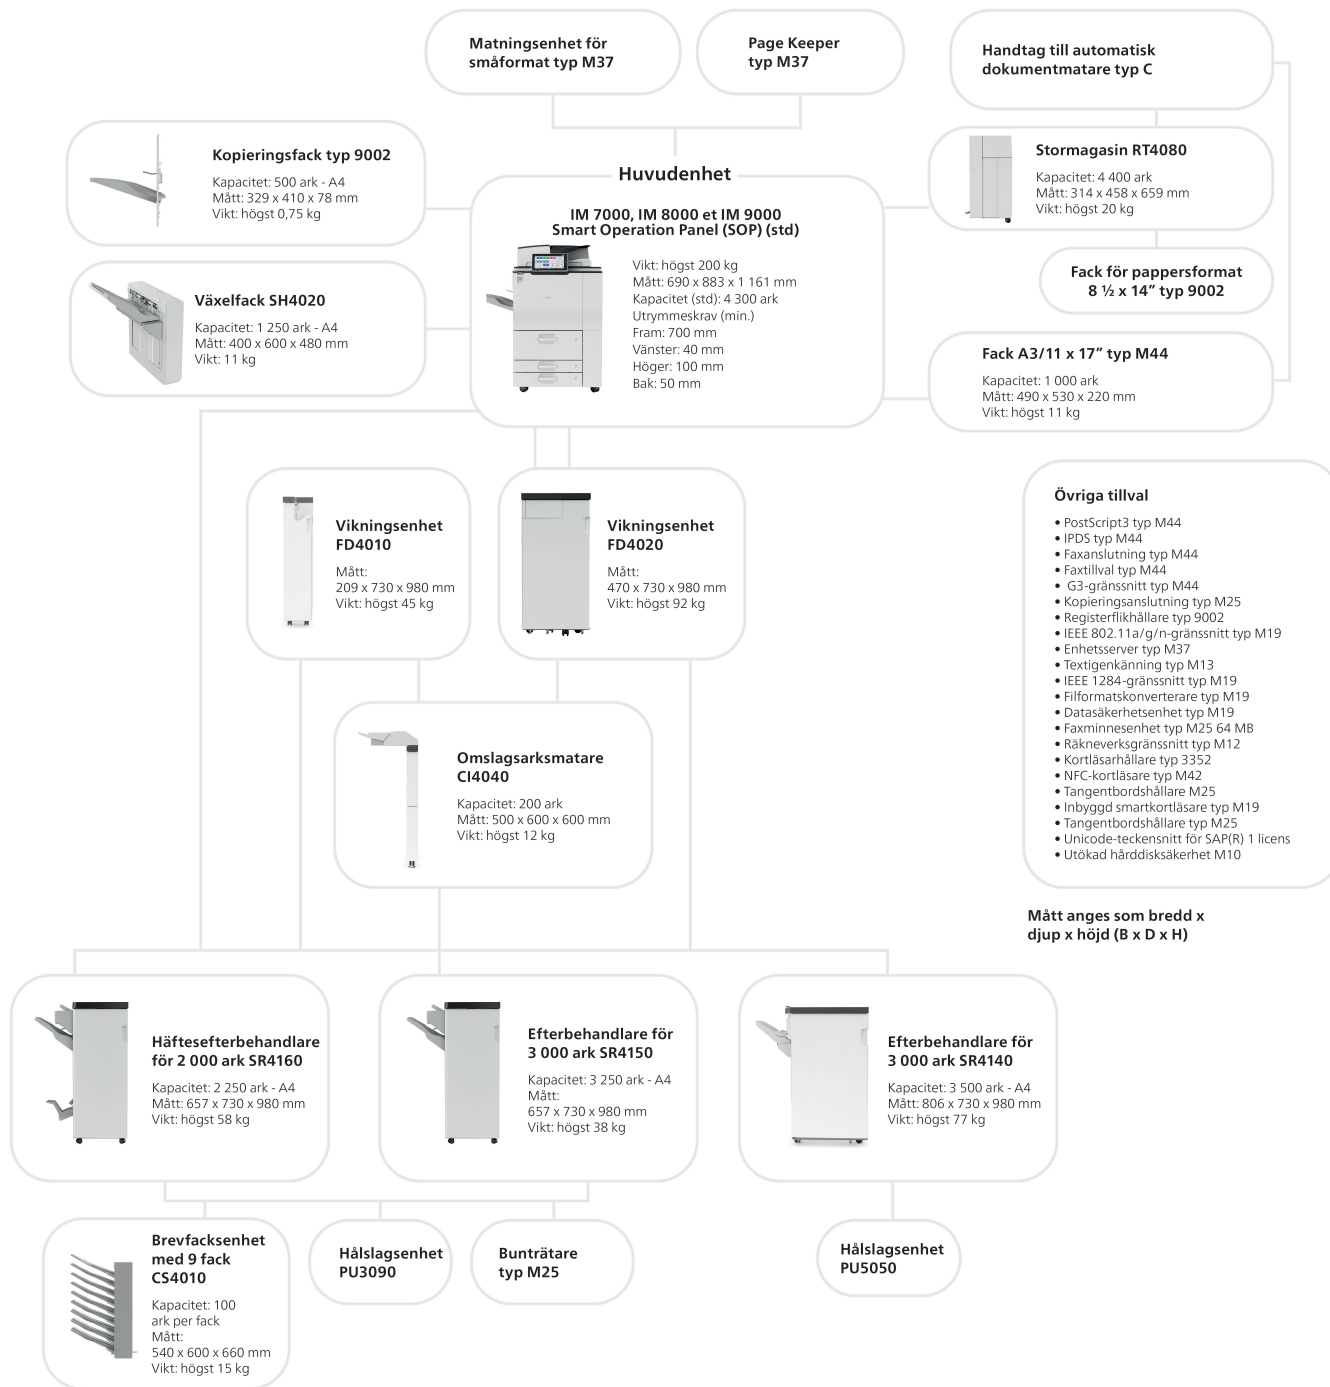 Matningsenhet för
småformat typ M37
Page Keeper
typ M37
Handtag till automatisk
dokumentmatare typ C
Kopieringsfack typ 9002
Kapacitet: 500 ark - A4
Mått: 329 x 410 x 78 mm
Vikt: högst 0,75 kg
Stormagasin RT4080
Kapacitet: 4 400 ark
Mått: 314 x 458 x 659 mm
Vikt: högst 20 kg
Huvudenhet
IM 7000, IM 8000 et IM 9000
Smart Operation Panel (SOP) (std)
Vikt: högst 200 kg
Mått: 690 x 883 x 1 161 mm
Kapacitet (std): 4 300 ark
Utrymmeskrav (min.)
Fram: 700 mm
Vänster: 40 mm
Höger: 100 mm
Bak: 50 mm
Fack för pappersformat
8 ½ x 14” typ 9002
Växelfack SH4020
Kapacitet: 1 250 ark - A4
Mått: 400 x 600 x 480 mm
Vikt: 11 kg
Fack A3/11 x 17” typ M44
Kapacitet: 1 000 ark
Mått: 490 x 530 x 220 mm
Vikt: högst 11 kg
Vikningsenhet
FD4010
Mått:
209 x 730 x 980 mm
Vikt: högst 45 kg
Vikningsenhet
FD4020
Mått:
470 x 730 x 980 mm
Vikt: högst 92 kg
Övriga tillval
• PostScript3 typ M44
• IPDS typ M44
• Faxanslutning typ M44
• Faxtillval typ M44
• G3-gränssnitt typ M44
• Kopieringsanslutning typ M25
• Registerflikhållare typ 9002
• IEEE 802.11a/g/n-gränssnitt typ M19
• Enhetsserver typ M37
• Textigenkänning typ M13
• IEEE 1284-gränssnitt typ M19
• Filformatskonverterare typ M19
• Datasäkerhetsenhet typ M19
• Faxminnesenhet typ M25 64 MB
• Räkneverksgränssnitt typ M12
• Kortläsarhållare typ 3352
• NFC-kortläsare typ M42
• Tangentbordshållare M25
• Inbyggd smartkortläsare typ M19
• Tangentbordshållare typ M25
• Unicode-teckensnitt för SAP(R) 1 licens
• Utökad hårddisksäkerhet M10
Omslagsarksmatare
CI4040
Kapacitet: 200 ark
Mått: 500 x 600 x 600 mm
Vikt: högst 12 kg
Mått anges som bredd x
djup x höjd (B x D x H)
Häftesefterbehandlare
för 2 000 ark SR4160
Kapacitet: 2 250 ark - A4
Mått: 657 x 730 x 980 mm
Vikt: högst 58 kg
Efterbehandlare för
3 000 ark SR4150
Kapacitet: 3 250 ark - A4
Mått:
657 x 730 x 980 mm
Vikt: högst 38 kg
Efterbehandlare för
3 000 ark SR4140
Kapacitet: 3 500 ark - A4
Mått: 806 x 730 x 980 mm
Vikt: högst 77 kg
Brevfacksenhet
med 9 fack
CS4010
Kapacitet: 100
ark per fack
Mått:
540 x 600 x 660 mm
Vikt: högst 15 kg
Hålslagsenhet
PU3090
Bunträtare
typ M25
Hålslagsenhet
PU5050